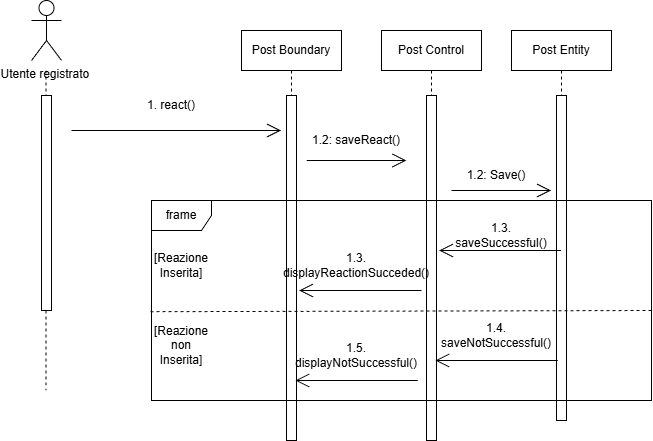 Utente registrato
Post Boundary
Post Control
Post Entity
1. react()
1.2: saveReact()
1.2: Save()
frame
[Reazione
Inserita]
1.3.
saveSuccessful()
1.3.
displayReactionSucceded()
[Reazione
non
Inserita]
1.4.
saveNotSuccessful()
1.5.
displayNotSuccessful()